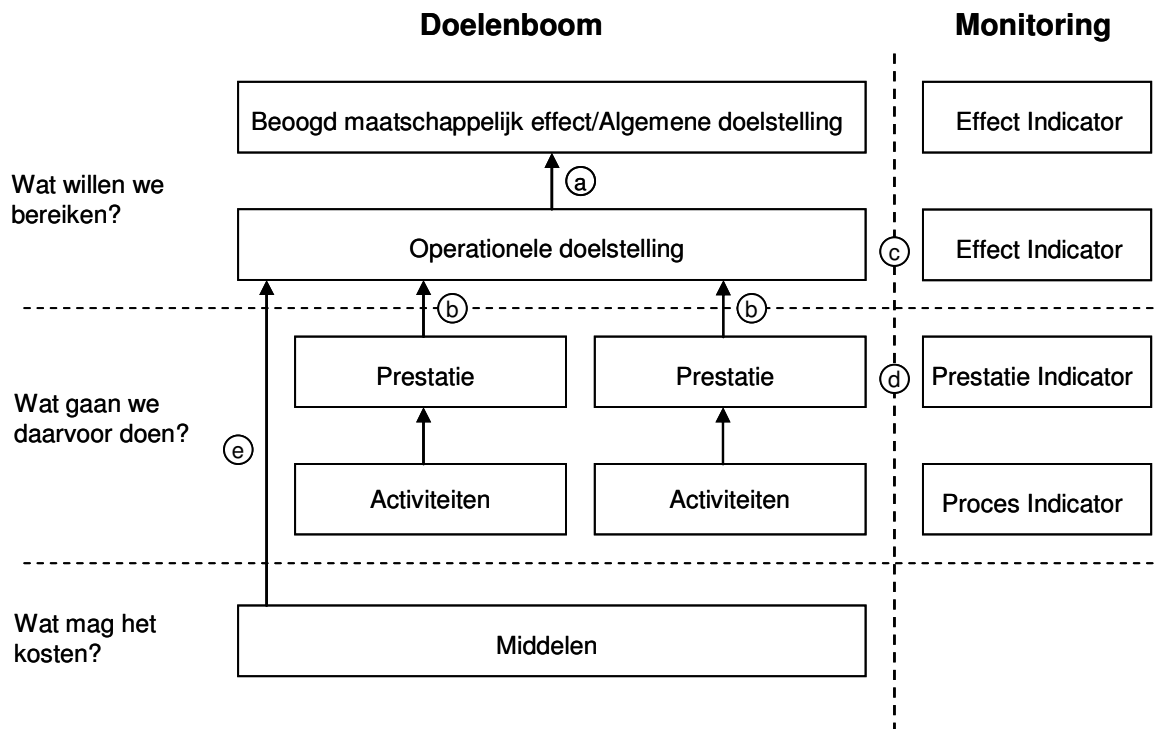 Doelenboom
Monitoring
Beoogd maatschappelijk effect/Algemene doelstelling
Effect Indicator
Wat willen we
bereiken?
a
Operationele doelstelling
c
Effect Indicator
b
b
Wat gaan we
daarvoor doen?
Prestatie
Prestatie
d
Prestatie Indicator
e
Activiteiten
Activiteiten
Proces Indicator
Wat mag het
kosten?
Middelen